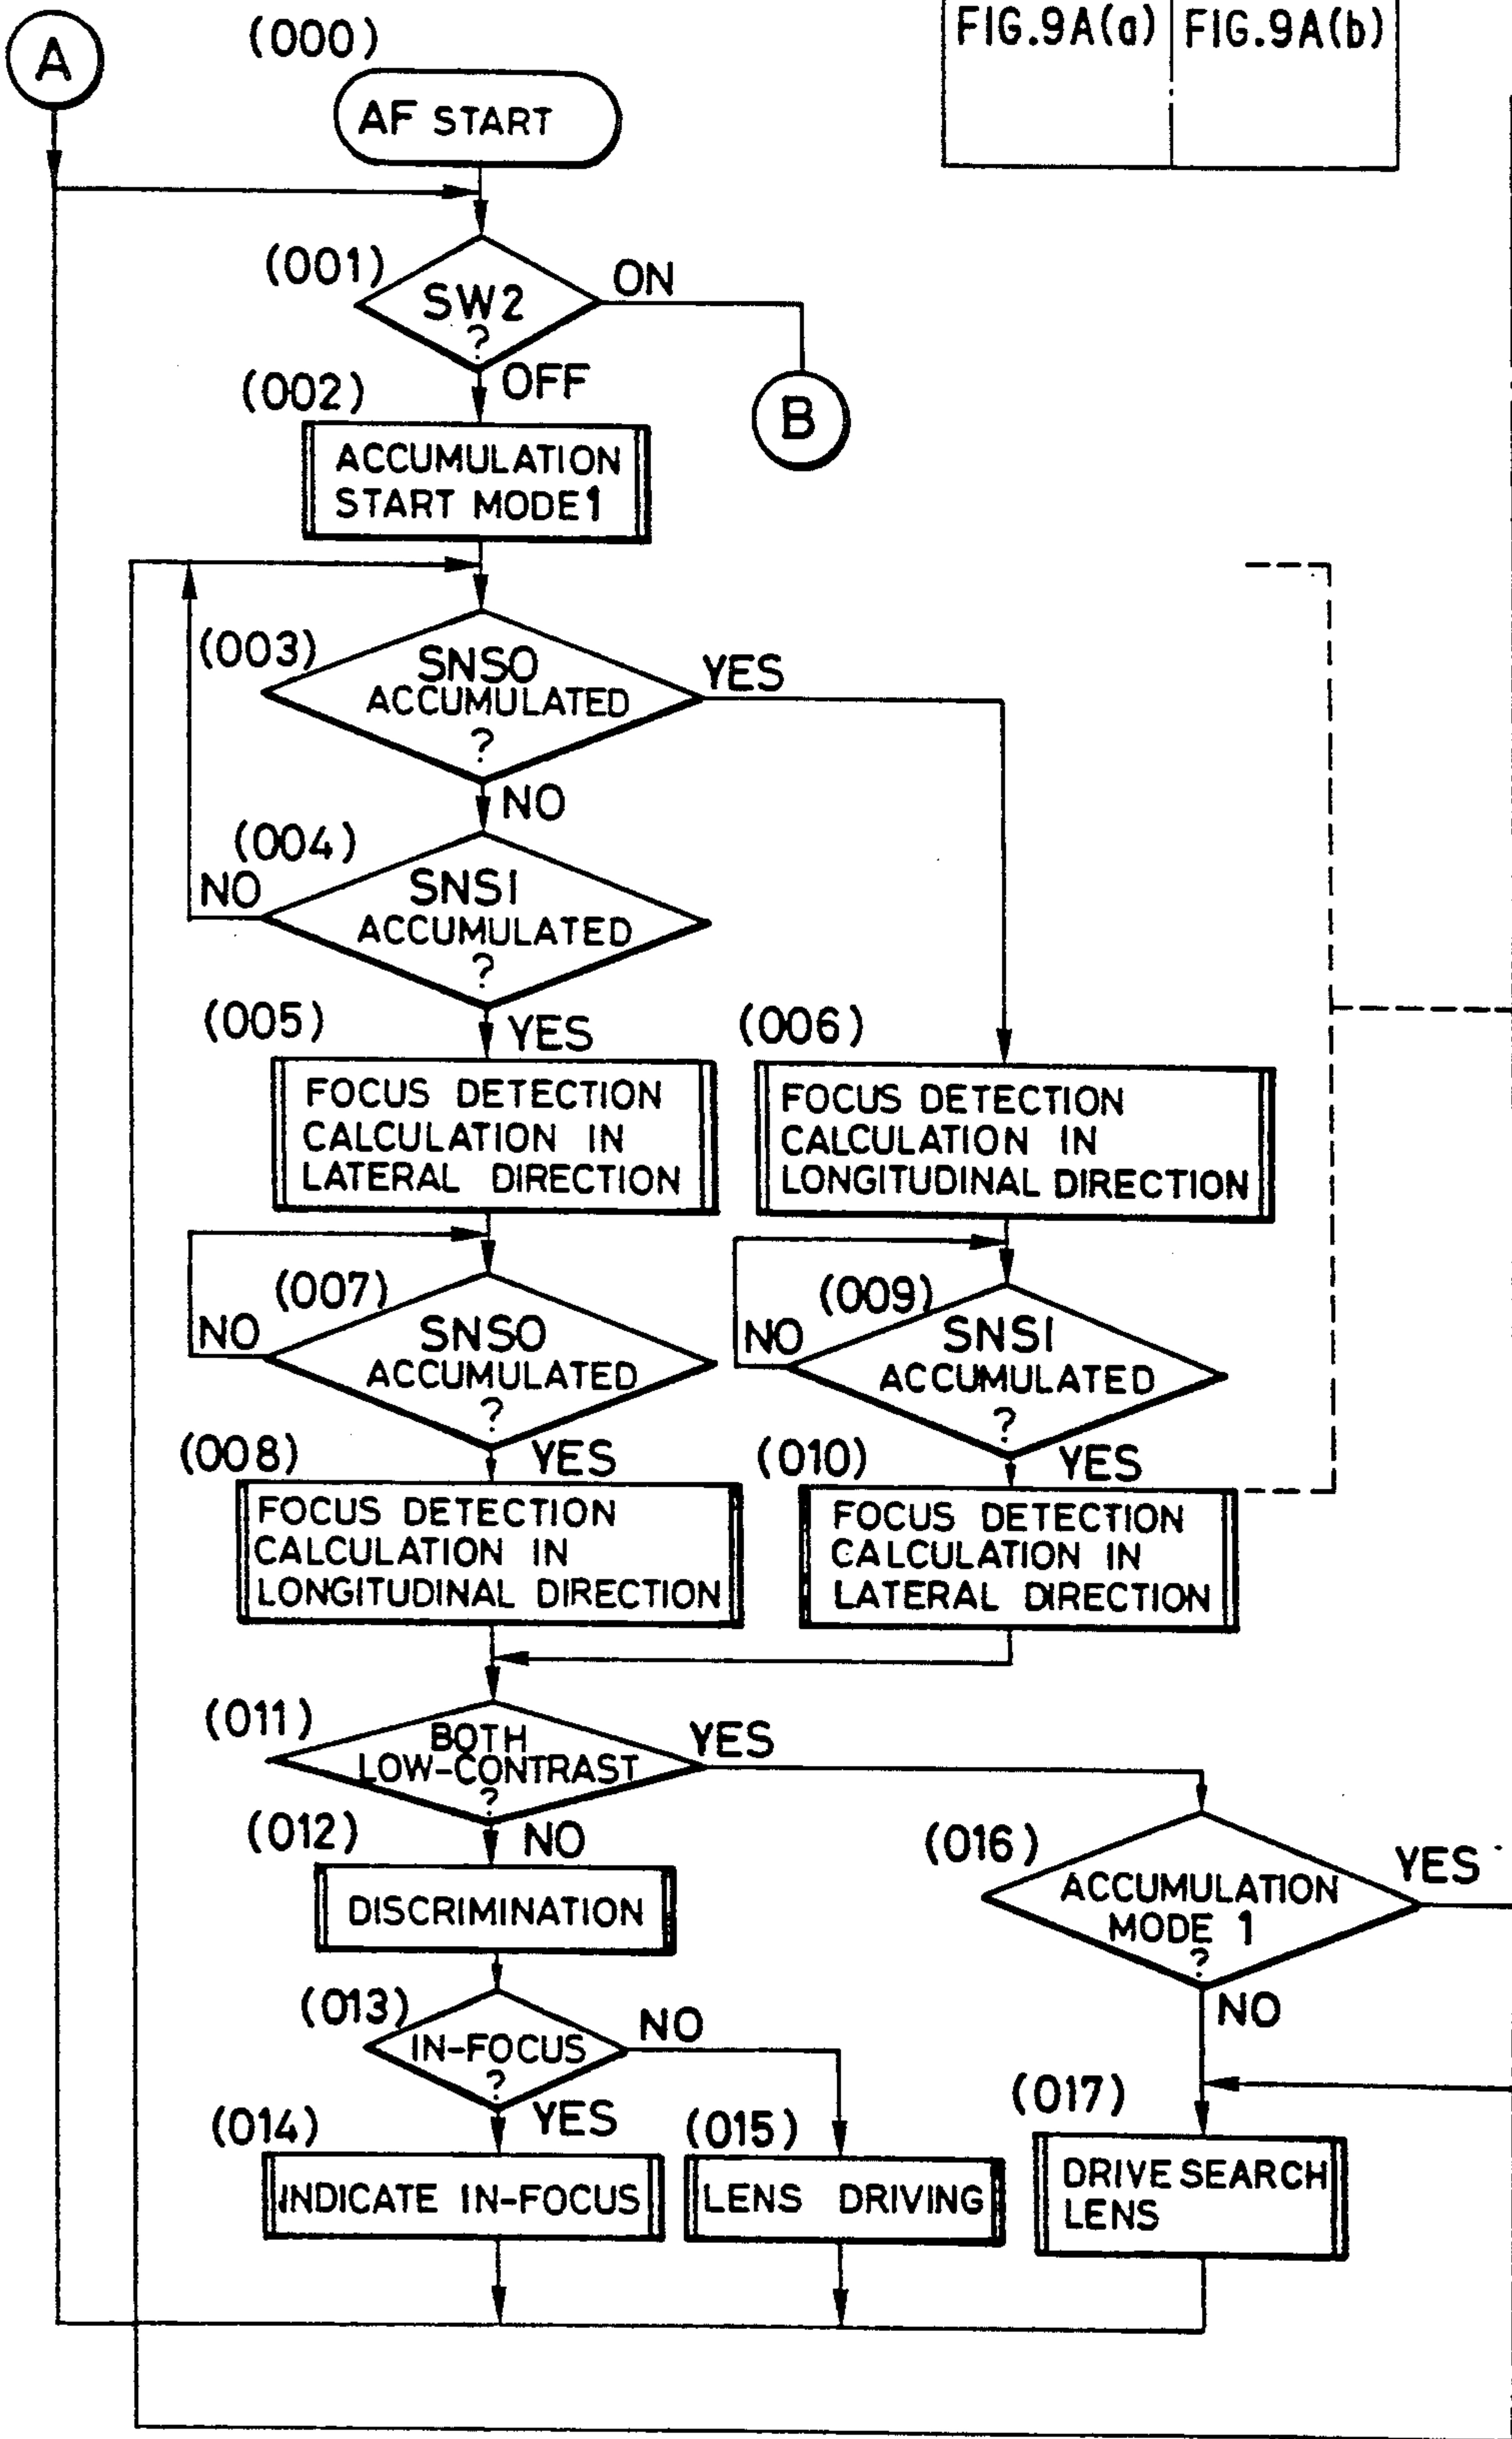 A
(000)
FIG.9A(a) FIG.9A(b)
AF START
(001)
SW2
?
ON
OFF
B
(002)
ACCUMULATION
START MODE1
(003)
SNS0
ACCUMULATED
?
YES
NO
(004)
SNS1
ACCUMULATED
?
NO
YES
(005)
FOCUS DETECTION
CALCULATION IN
LATERAL DIRECTION
(006)
FOCUS DETECTION
CALCULATION IN
LONGITUDINAL DIRECTION
(007)
SNS0
ACCUMULATED
?
NO
YES
(009)
SNS1
ACCUMULATED
?
NO
YES
(008)
FOCUS DETECTION
CALCULATION IN
LONGITUDINAL DIRECTION
(010)
FOCUS DETECTION
CALCULATION IN
LATERAL DIRECTION
(011)
BOTH
LOW-CONTRAST
?
YES
NO
(012)
DISCRIMINATION
(016)
ACCUMULATION
MODE 1
?
YES
NO
(013)
IN-FOCUS
?
NO
YES
(014)
INDICATE IN-FOCUS
(015)
LENS DRIVING
(017)
DRIVE SEARCH
LENS